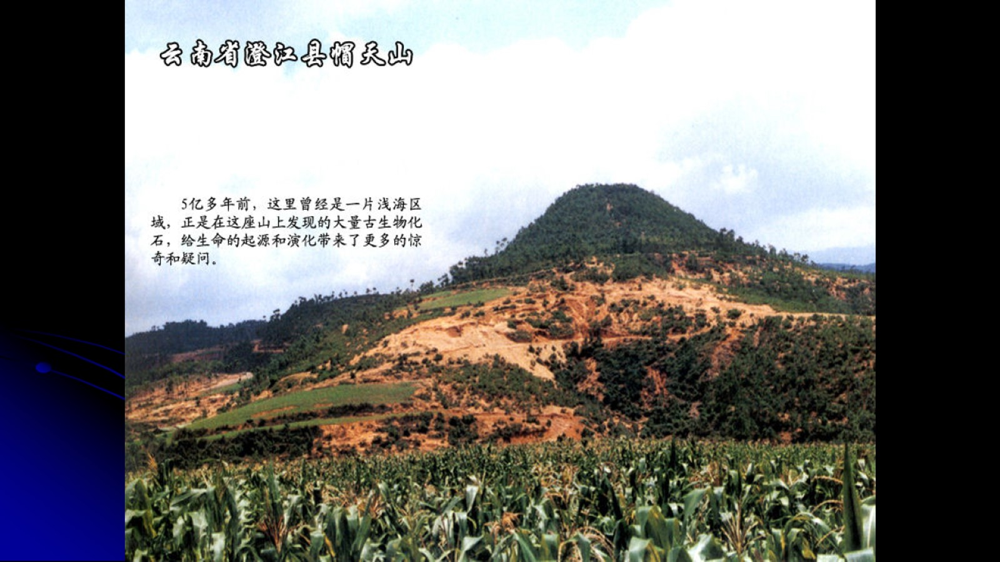 云南省澄江县帽天山
5亿多年前，这里曾经是一片浅海区
域，正是在这座山上发现的大量古生物化
石，给生命的起源和演化带来了更多的惊
奇和疑问。